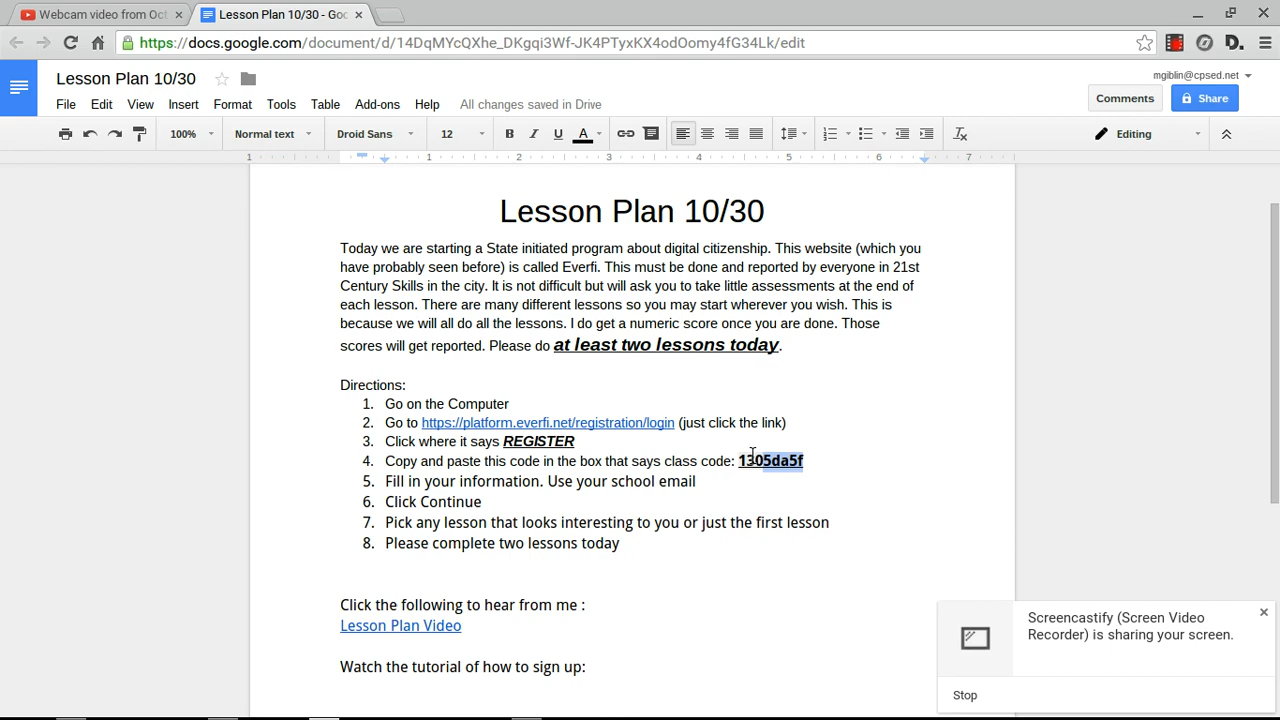 Webcam video from Oct
Lesson Plan 10/30 - Goo
https://docs.google.com/document/d/14DqMYcQXhe_DKgqi3Wf-JK4PTyxKX4odOomy4fG34Lk/edit
Lesson Plan 10/30
mgiblin@cpsed.net
File Edit View Insert Format Tools Table Add-ons Help All changes saved in Drive
Comments Share
100% Normal text Droid Sans 12 B I U A Editing
1 1 2 3 4 5 6 7
Lesson Plan 10/30
Today we are starting a State initiated program about digital citizenship. This website (which you
have probably seen before) is called Everfi. This must be done and reported by everyone in 21st
Century Skills in the city. It is not difficult but will ask you to take little assessments at the end of
each lesson. There are many different lessons so you may start wherever you wish. This is
because we will all do all the lessons. I do get a numeric score once you are done. Those
scores will get reported. Please do at least two lessons today.
Directions:
1. Go on the Computer
2. Go to https://platform.everfi.net/registration/login (just click the link)
3. Click where it says REGISTER
4. Copy and paste this code in the box that says class code: 1305da5f
5. Fill in your information. Use your school email
6. Click Continue
7. Pick any lesson that looks interesting to you or just the first lesson
8. Please complete two lessons today
Click the following to hear from me :
Lesson Plan Video
Watch the tutorial of how to sign up:
Screencastify (Screen Video
Recorder) is sharing your screen.
Stop